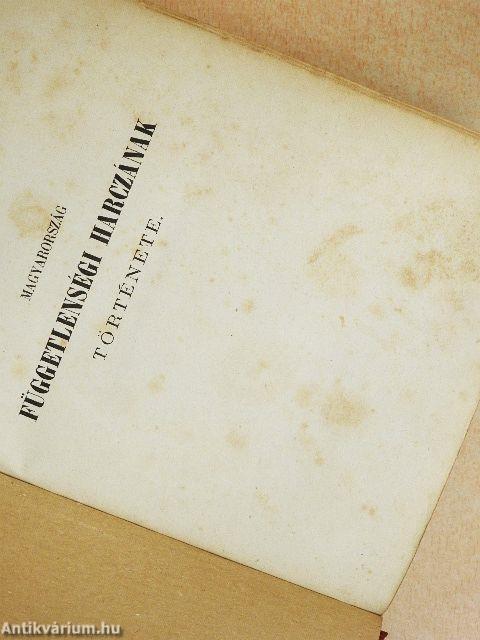 MAGYARORSZÁG
FÜGGETLENSÉGI HARCZÁNAK
TÖRTÉNETE.
Antikvárium.hu